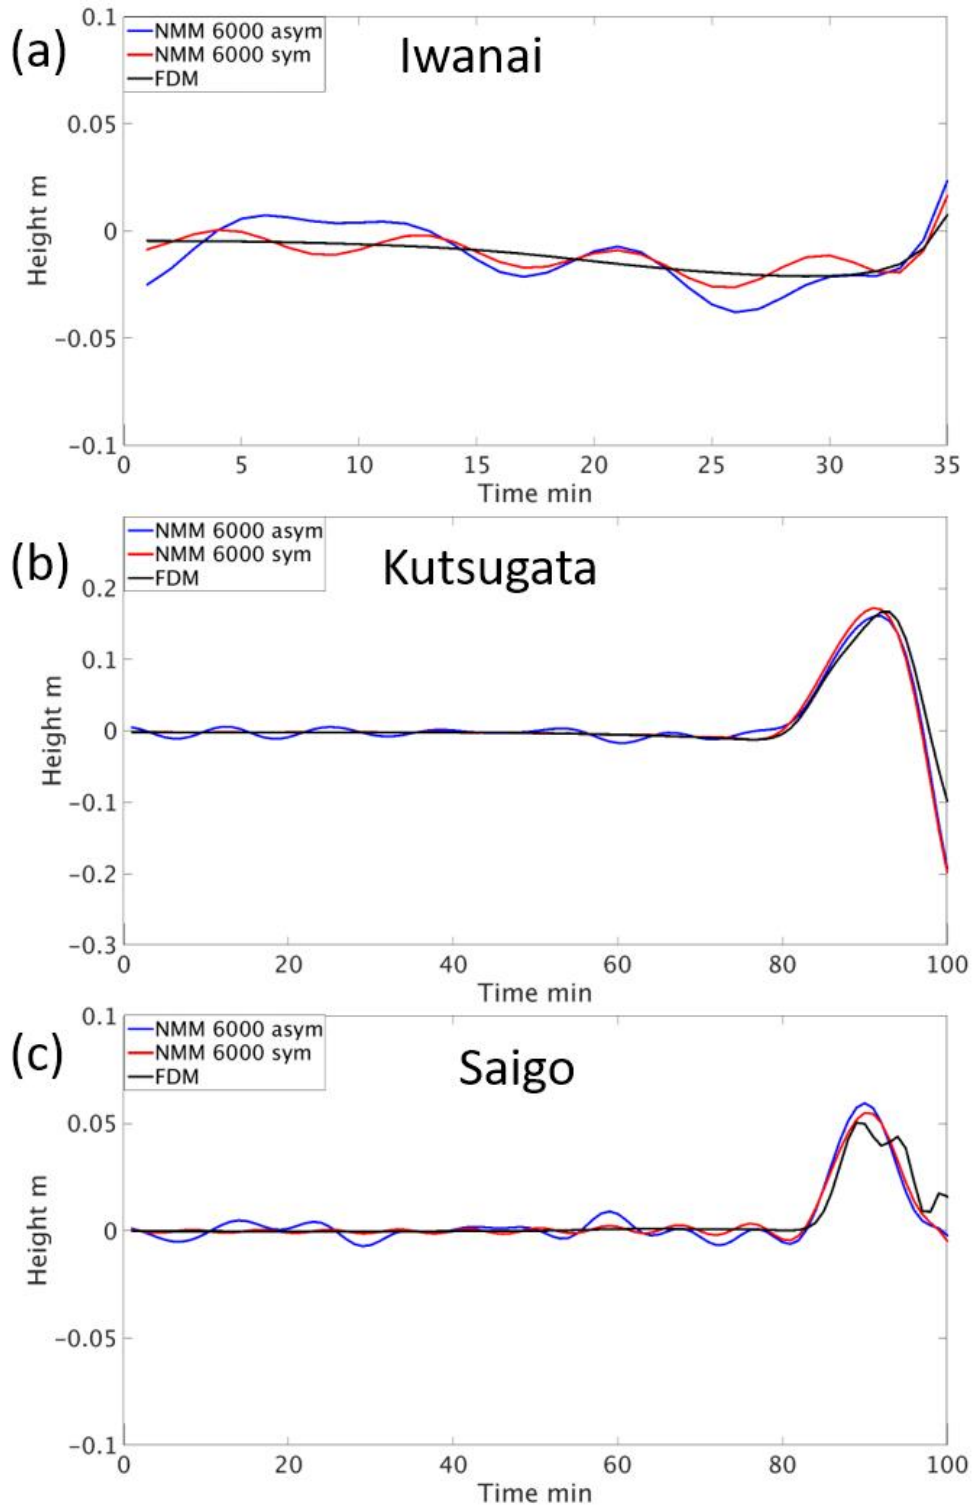 (a)
NMM 6000 asym
NMM 6000 sym
FDM
Iwanai
0.1
0.05
0
−0.05
−0.1
Height m
0 5 10 15 20 25 30 35
Time min
(b)
NMM 6000 asym
NMM 6000 sym
FDM
Kutsugata
0.2
0.1
0
−0.1
−0.2
−0.3
Height m
0 20 40 60 80 100
Time min
(c)
NMM 6000 asym
NMM 6000 sym
FDM
Saigo
0.1
0.05
0
−0.05
−0.1
Height m
0 20 40 60 80 100
Time min